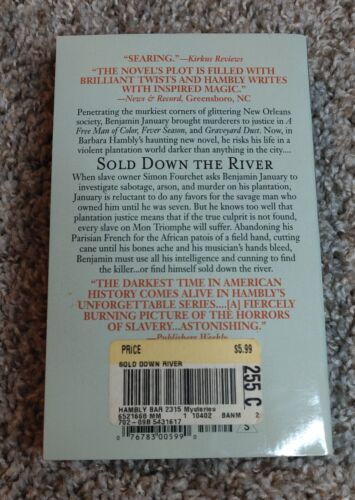 "SEARING."—Kirkus Reviews
"THE NOVEL'S PLOT IS FILLED WITH
BRILLIANT TWISTS AND HAMBLY WRITES
WITH INSPIRED MAGIC."
—News & Record, Greensboro, NC
Penetrating the murkiest corners of glittering New Orleans
society, Benjamin January brought murderers to justice in A
Free Man of Color, Fever Season, and Graveyard Dust. Now, in
Barbara Hambly's haunting new novel, he risks his life in a
violent plantation world darker than anything in the city....
SOLD DOWN THE RIVER
When slave owner Simon Fourchet asks Benjamin January
to investigate sabotage, arson, and murder on his plantation,
January is reluctant to do any favors for the savage man who
owned him until he was seven. But he knows too well that
plantation justice means that if the true culprit is not found,
every slave on Mon Triomphe will suffer. Abandoning his
Parisian French for the African patois of a field hand, cutting
cane until his bones ache and his musician's hands bleed,
Benjamin must use all his intelligence and cunning to find
the killer...or find himself sold down the river.
"THE DARKEST TIME IN AMERICAN
HISTORY COMES ALIVE IN HAMBLY'S
UNFORGETTABLE SERIES....[A] FIERCELY
BURNING PICTURE OF THE HORRORS
OF SLAVERY...ASTONISHING."
—Publishers Weekly
PRICE $5.99
SOLD DOWN RIVER
255 C
HAMBLY BAR 2315 Mysteries
6521668 MM 1 10402 BANM 2
702-09B 5431617
0 76783 00599 0
S